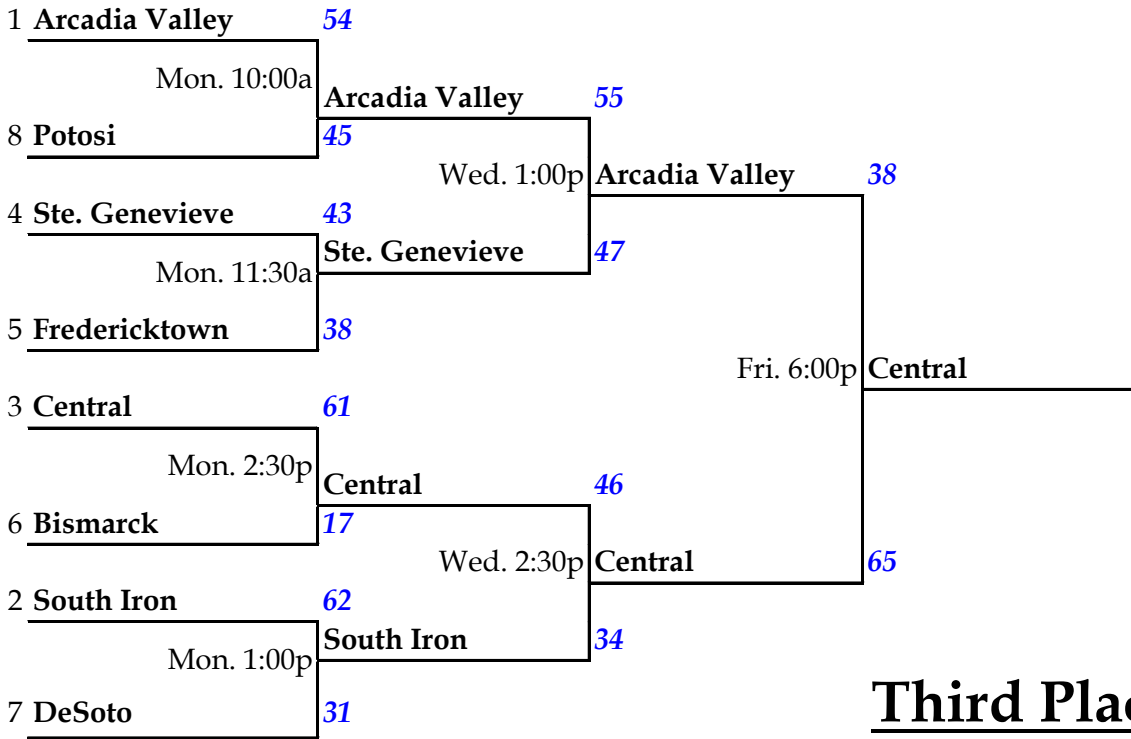 1 Arcadia Valley 54
Mon. 10:00a
Arcadia Valley 55
8 Potosi 45
Wed. 1:00p Arcadia Valley 38
4 Ste. Genevieve 43
Ste. Genevieve 47
Mon. 11:30a
5 Fredericktown 38
Fri. 6:00p Central
3 Central 61
Mon. 2:30p
Central 46
6 Bismarck 17
Wed. 2:30p Central 65
2 South Iron 62
South Iron 34
Mon. 1:00p
7 DeSoto 31
Third